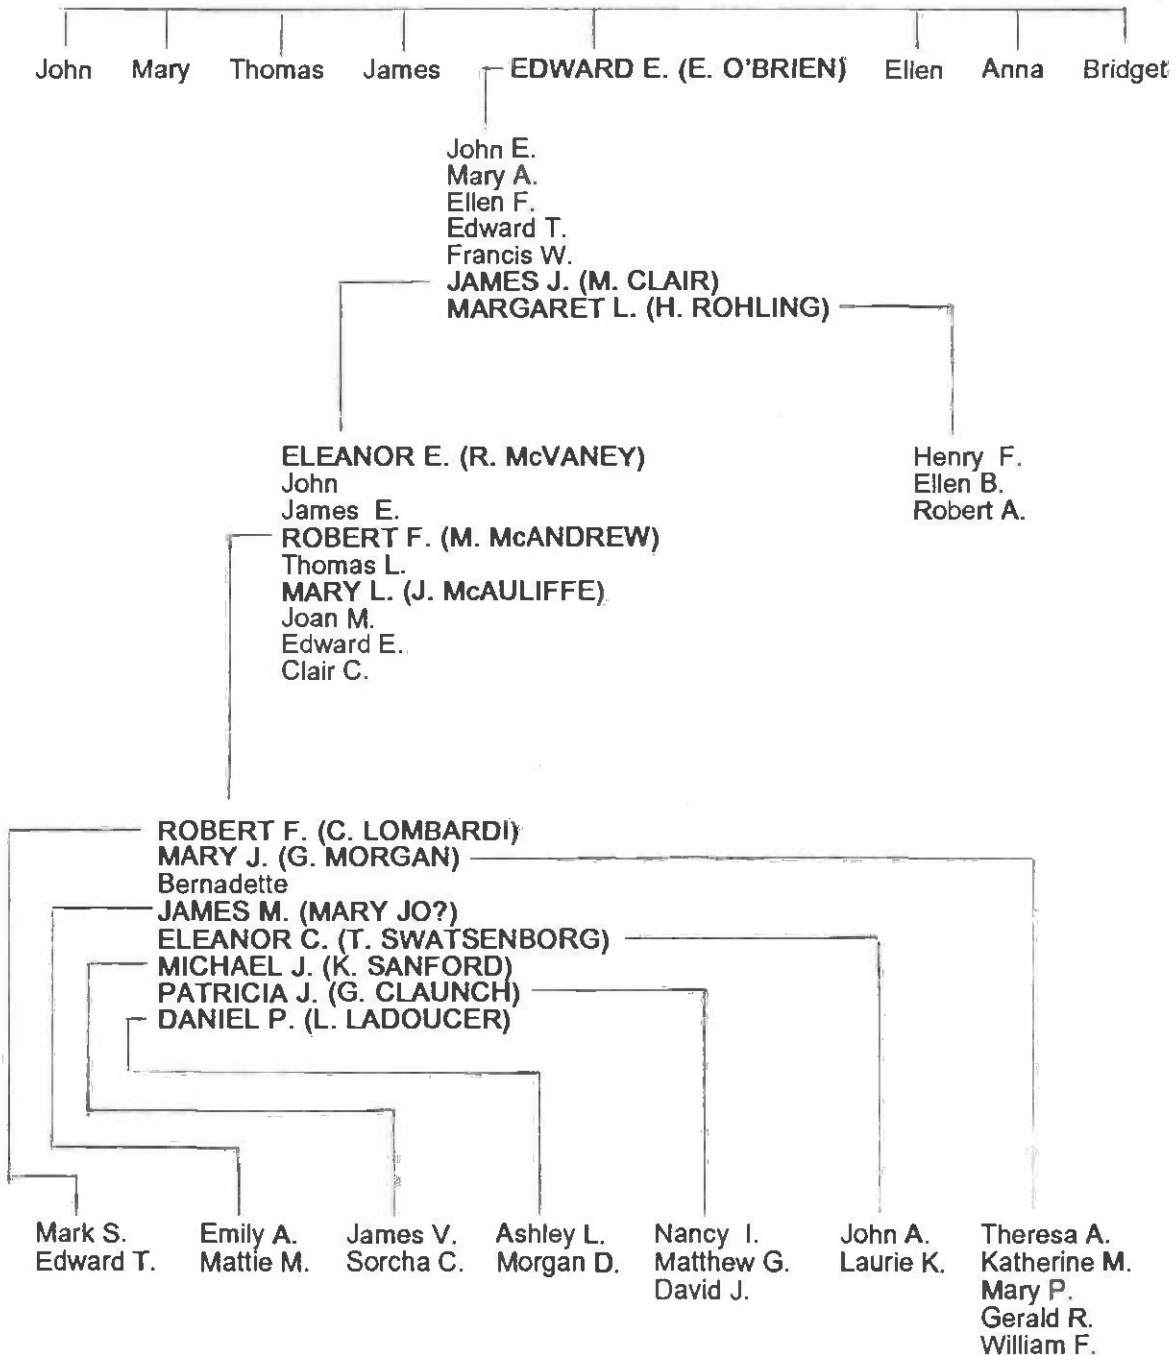 John Mary Thomas James EDWARD E. (E. O'BRIEN) Ellen Anna Bridget
John E.
Mary A.
Ellen F.
Edward T.
Francis W.
JAMES J. (M. CLAIR)
MARGARET L. (H. ROHLING)
ELEANOR E. (R. McVANEY)
John
James E.
ROBERT F. (M. McANDREW)
Thomas L.
MARY L. (J. McAULIFFE)
Joan M.
Edward E.
Clair C.
Henry F.
Ellen B.
Robert A.
ROBERT F. (C. LOMBARDI)
MARY J. (G. MORGAN)
Bernadette
JAMES M. (MARY JO?)
ELEANOR C. (T. SWATSENBORG)
MICHAEL J. (K. SANFORD)
PATRICIA J. (G. CLAUNCH)
DANIEL P. (L. LADOUCER)
Mark S.
Edward T.
Emily A.
Mattie M.
James V.
Sorcha C.
Ashley L.
Morgan D.
Nancy I.
Matthew G.
David J.
John A.
Laurie K.
Theresa A.
Katherine M.
Mary P.
Gerald R.
William F.